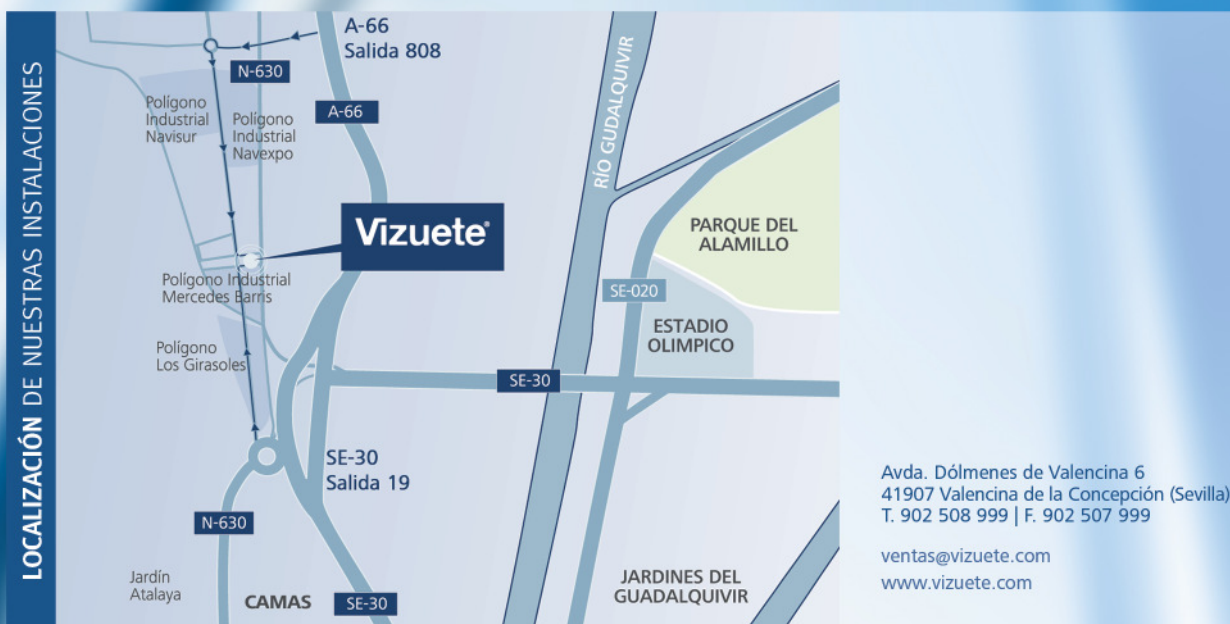 LOCALIZACIÓN DE NUESTRAS INSTALACIONES
A-66
Salida 808
N-630
Polígono
Industrial
Navisur
Polígono
Industrial
Navexpo
A-66
RÍO GUDALQUIVIR
Vizuete®
PARQUE DEL
ALAMILLO
Polígono Industrial
Mercedes Barris
SE-020
ESTADIO
OLIMPICO
Polígono
Los Girasoles
SE-30
SE-30
Salida 19
N-630
Jardín
Atalaya
CAMAS
SE-30
JARDINES DEL
GUADALQUIVIR
Avda. Dólmenes de Valencina 6
41907 Valencina de la Concepción (Sevilla)
T. 902 508 999 | F. 902 507 999
ventas@vizuete.com
www.vizuete.com